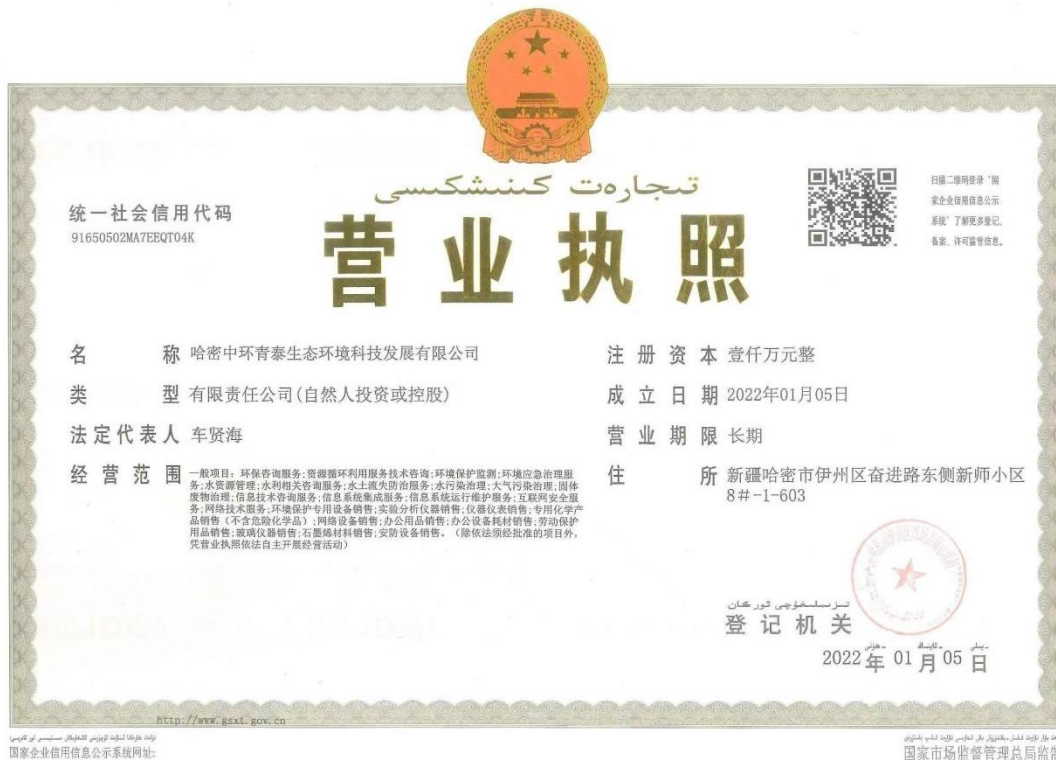 تىجارەت كىنىشكىسى
统一社会信用代码
91650502MA7EEQT04K
营业执照
扫描二维码登录‘国
家企业信用信息公示
系统’了解更多登记、
备案、许可监管信息。
名 称 哈密中环青泰生态环境科技发展有限公司
类 型 有限责任公司(自然人投资或控股)
法定代表人 车贤海
经营范围 一般项目：环保咨询服务;资源循环利用服务技术咨询;环境保护监测;环境应急治理服
务;水资源管理;水利相关咨询服务;水土流失防治服务;水污染治理;大气污染治理;固体
废物治理;信息技术咨询服务;信息系统集成服务;信息系统运行维护服务;互联网安全服
务;网络技术服务;环境保护专用设备销售;实验分析仪器销售;仪器仪表销售;专用化学产
品销售（不含危险化学品）;网络设备销售;办公用品销售;办公设备耗材销售;劳动保护
用品销售;玻璃仪器销售;石墨烯材料销售;安防设备销售。（除依法须经批准的项目外，
凭营业执照依法自主开展经营活动）
注册资本 壹仟万元整
成立日期 2022年01月05日
营业期限 长期
住 所 新疆哈密市伊州区奋进路东侧新师小区
8＃-1-603
تىزىملىغۇچى ئورگان
登记机关
-يىلى -ئاينىڭ -كۈنى
2022年01月05日
http://www.gsxt.gov.cn
国家企业信用信息公示系统网址:
国家市场监督管理总局监制